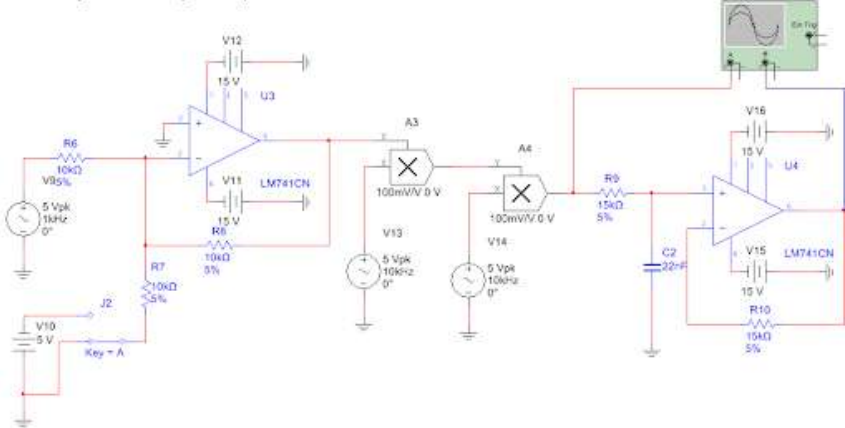 V12
15 V
U3
R6
10kΩ
5%
V9
5 Vpk
1kHz
0°
V11
15 V
LM741CN
R8
10kΩ
5%
R7
10kΩ
5%
J2
V10
5 V
Key = A
A3
Y
X
100mV/V 0 V
V13
5 Vpk
10kHz
0°
A4
Y
X
100mV/V 0 V
V14
5 Vpk
10kHz
0°
Ext Trig
A
B
V16
15 V
U4
R9
15kΩ
5%
C2
22nF
V15
15 V
LM741CN
R10
15kΩ
5%